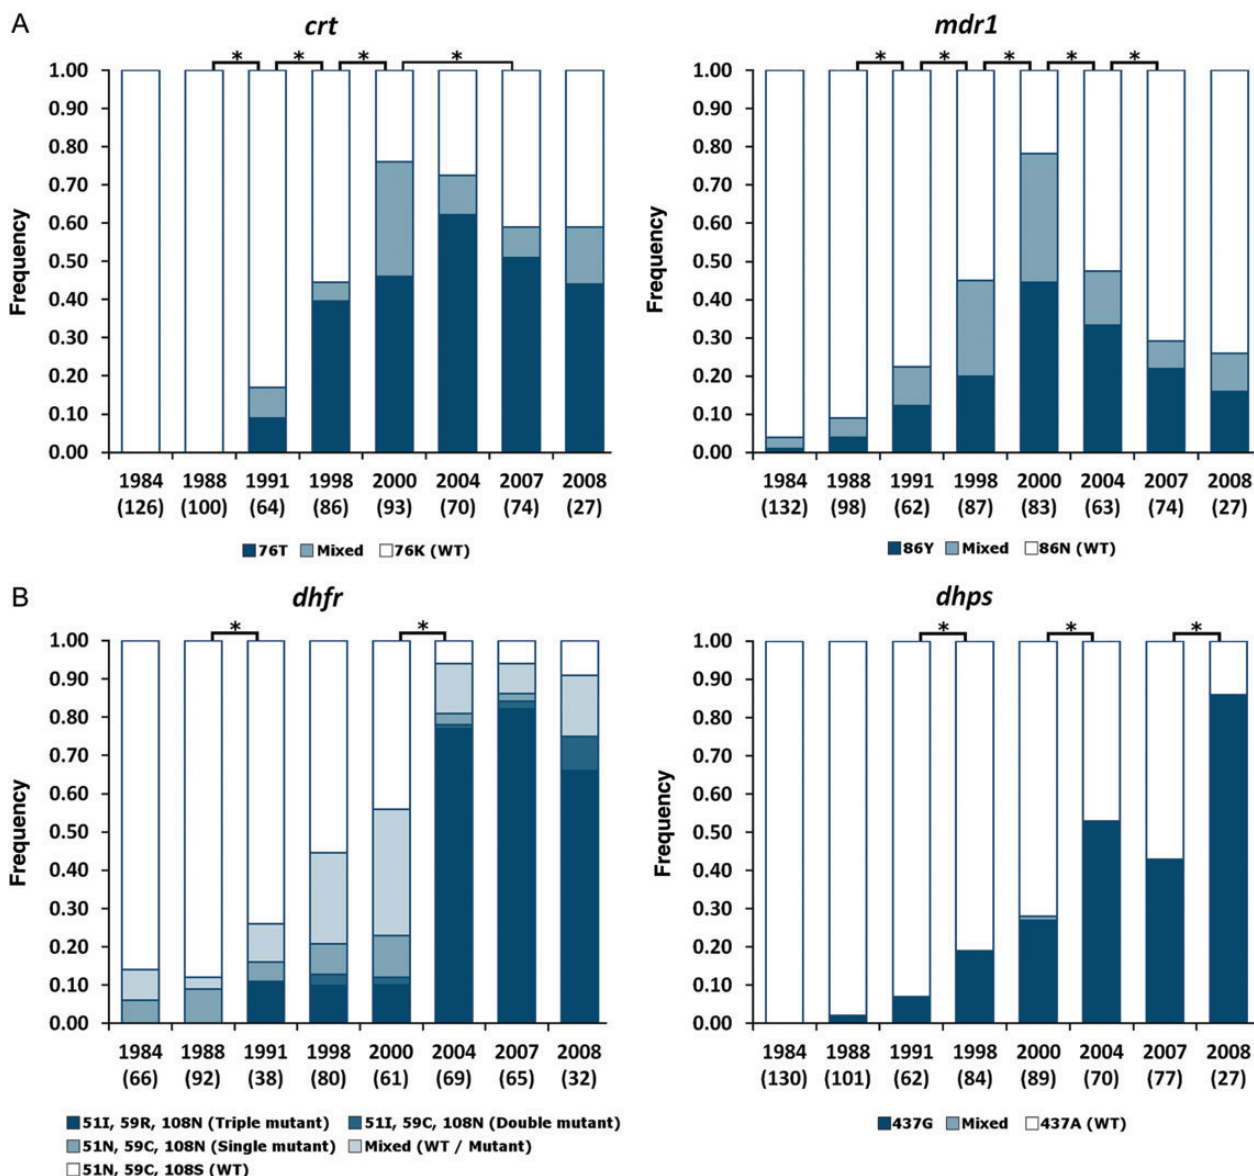 A
crt
* * * *
Frequency
1.00
0.90
0.80
0.70
0.60
0.50
0.40
0.30
0.20
0.10
0.00
1984 1988 1991 1998 2000 2004 2007 2008
(126) (100) (64) (86) (93) (70) (74) (27)
76T Mixed 76K (WT)
mdr1
* * * * *
Frequency
1.00
0.90
0.80
0.70
0.60
0.50
0.40
0.30
0.20
0.10
0.00
1984 1988 1991 1998 2000 2004 2007 2008
(132) (98) (62) (87) (83) (63) (74) (27)
86Y Mixed 86N (WT)
B
dhfr
* *
Frequency
1.00
0.90
0.80
0.70
0.60
0.50
0.40
0.30
0.20
0.10
0.00
1984 1988 1991 1998 2000 2004 2007 2008
(66) (92) (38) (80) (61) (69) (65) (32)
51I, 59R, 108N (Triple mutant) 51I, 59C, 108N (Double mutant)
51N, 59C, 108N (Single mutant) Mixed (WT / Mutant)
51N, 59C, 108S (WT)
dhps
* * *
Frequency
1.00
0.90
0.80
0.70
0.60
0.50
0.40
0.30
0.20
0.10
0.00
1984 1988 1991 1998 2000 2004 2007 2008
(130) (101) (62) (84) (89) (70) (77) (27)
437G Mixed 437A (WT)